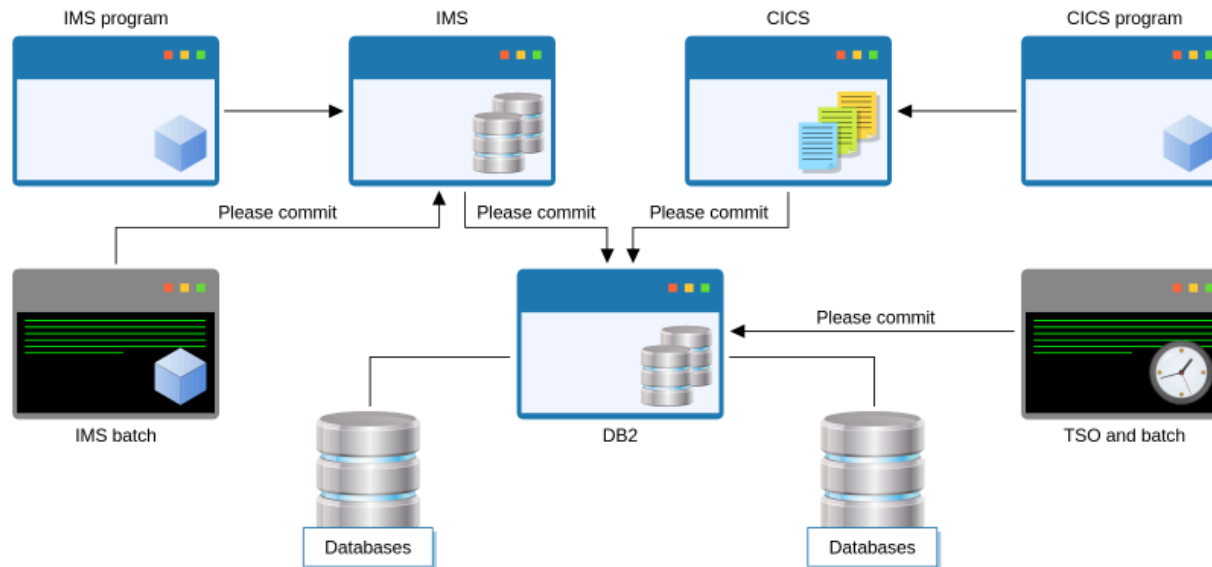 IMS program
IMS
CICS
CICS program
Please commit
Please commit
Please commit
Please commit
IMS batch
DB2
TSO and batch
Databases
Databases